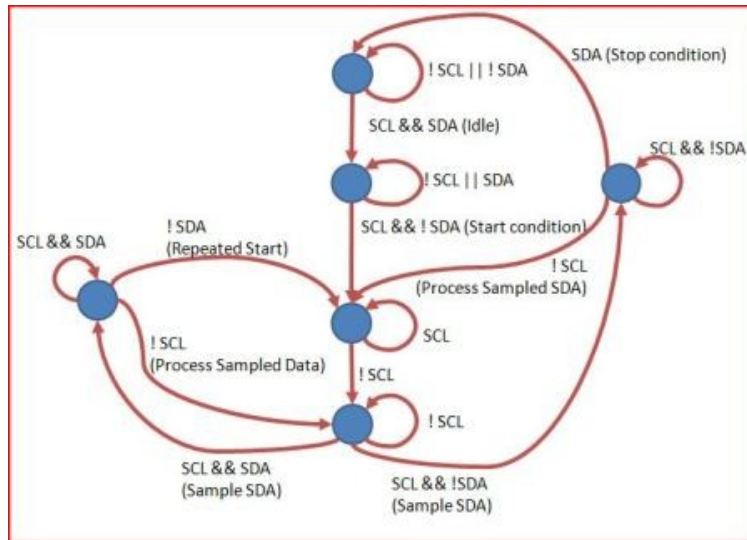 SDA (Stop condition)
! SCL || ! SDA
SCL && SDA (Idle)
SCL && !SDA
! SCL || SDA
! SDA
(Repeated Start)
SCL && ! SDA (Start condition)
SCL && SDA
! SCL
(Process Sampled SDA)
SCL
! SCL
(Process Sampled Data)
! SCL
! SCL
SCL && SDA
(Sample SDA)
SCL && !SDA
(Sample SDA)